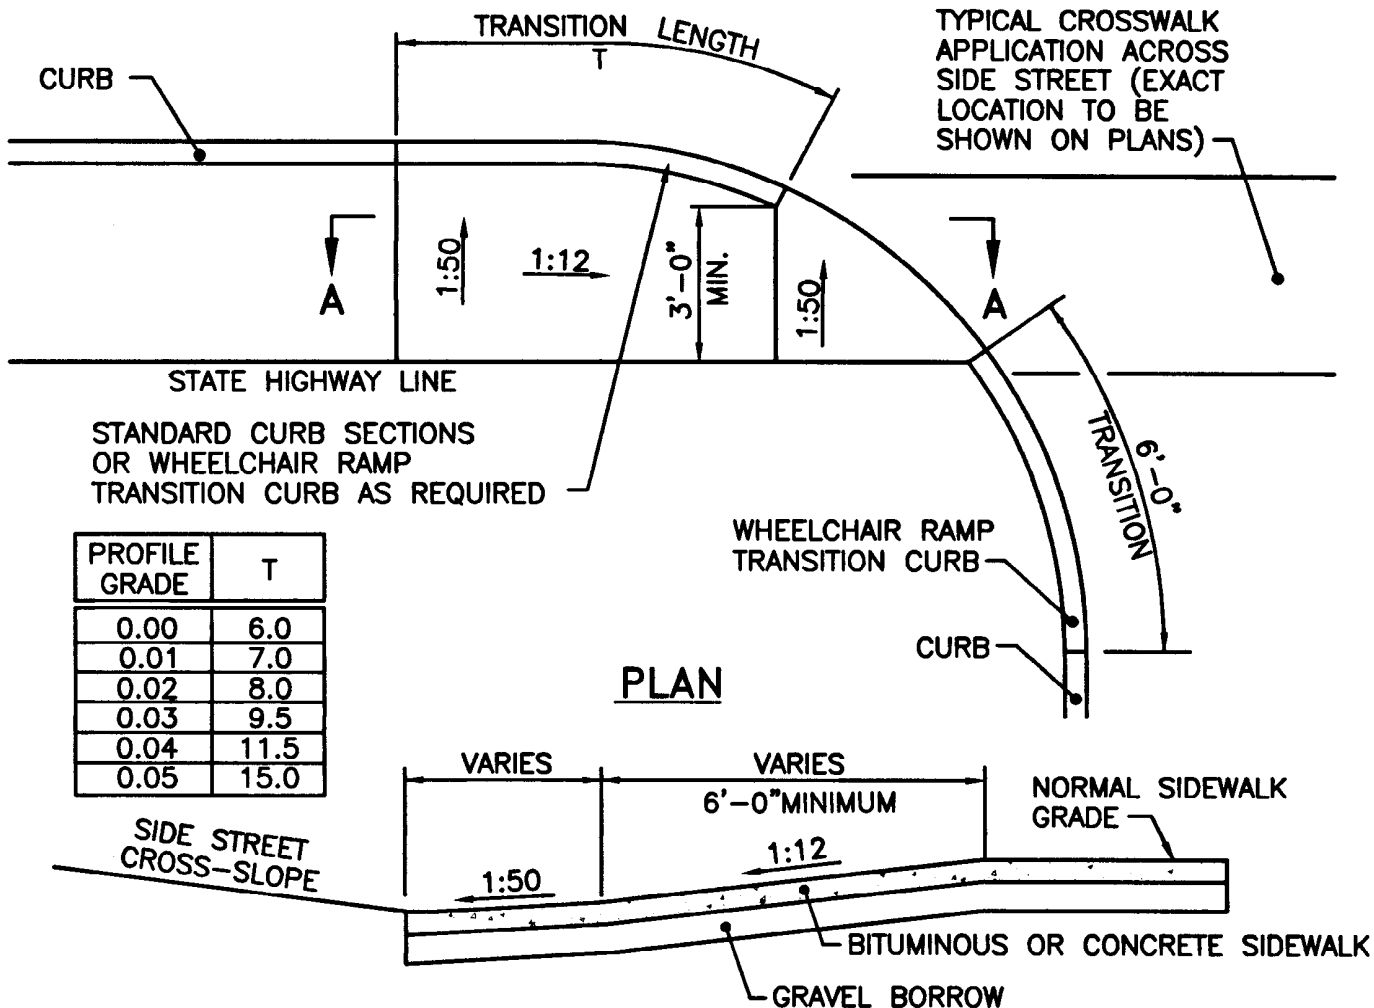 TRANSITION LENGTH
T
TYPICAL CROSSWALK
APPLICATION ACROSS
SIDE STREET (EXACT
LOCATION TO BE
SHOWN ON PLANS)
CURB
A
1:50
1:12
3'-0"
MIN.
1:50
A
STATE HIGHWAY LINE
STANDARD CURB SECTIONS
OR WHEELCHAIR RAMP
TRANSITION CURB AS REQUIRED
6'-0"
TRANSITION
WHEELCHAIR RAMP
TRANSITION CURB
CURB
PROFILE GRADE T
0.00 6.0
0.01 7.0
0.02 8.0
0.03 9.5
0.04 11.5
0.05 15.0
PLAN
VARIES
VARIES
6'-0"MINIMUM
NORMAL SIDEWALK
GRADE
SIDE STREET
CROSS-SLOPE
1:50
1:12
BITUMINOUS OR CONCRETE SIDEWALK
GRAVEL BORROW